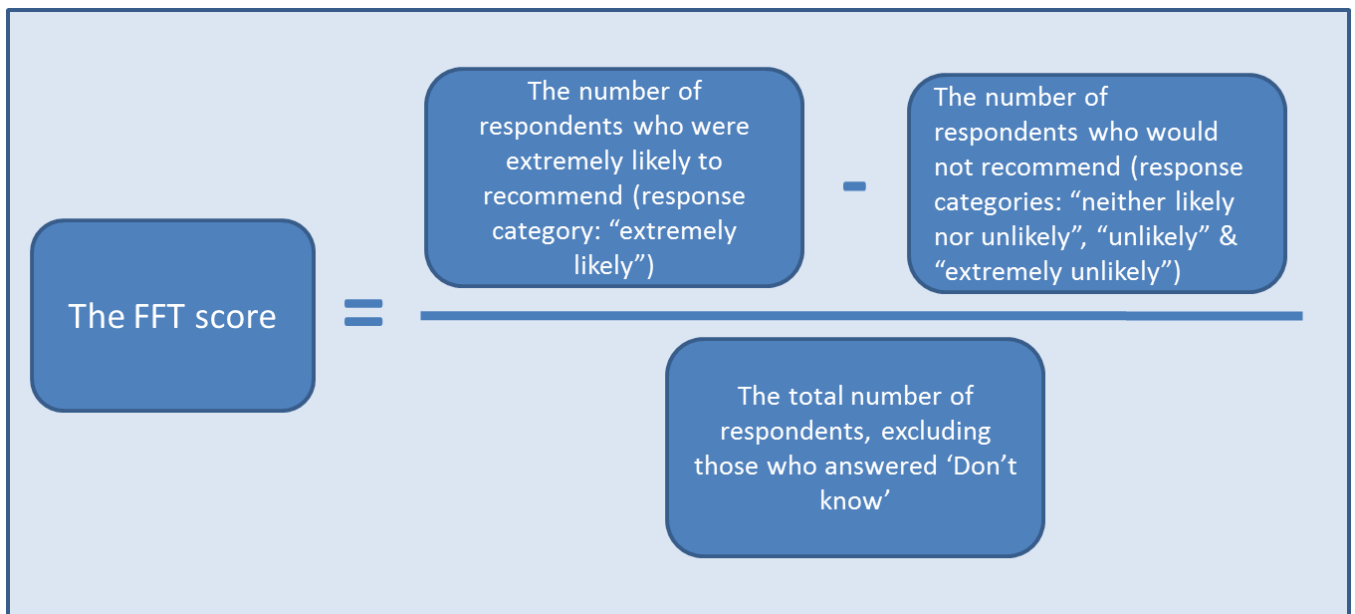 The number of
respondents who were
extremely likely to
recommend (response
category: “extremely
likely”)
-
The number of
respondents who would
not recommend (response
categories: “neither likely
nor unlikely”, “unlikely” &
“extremely unlikely”)
The FFT score
=
The total number of
respondents, excluding
those who answered ‘Don’t
know’